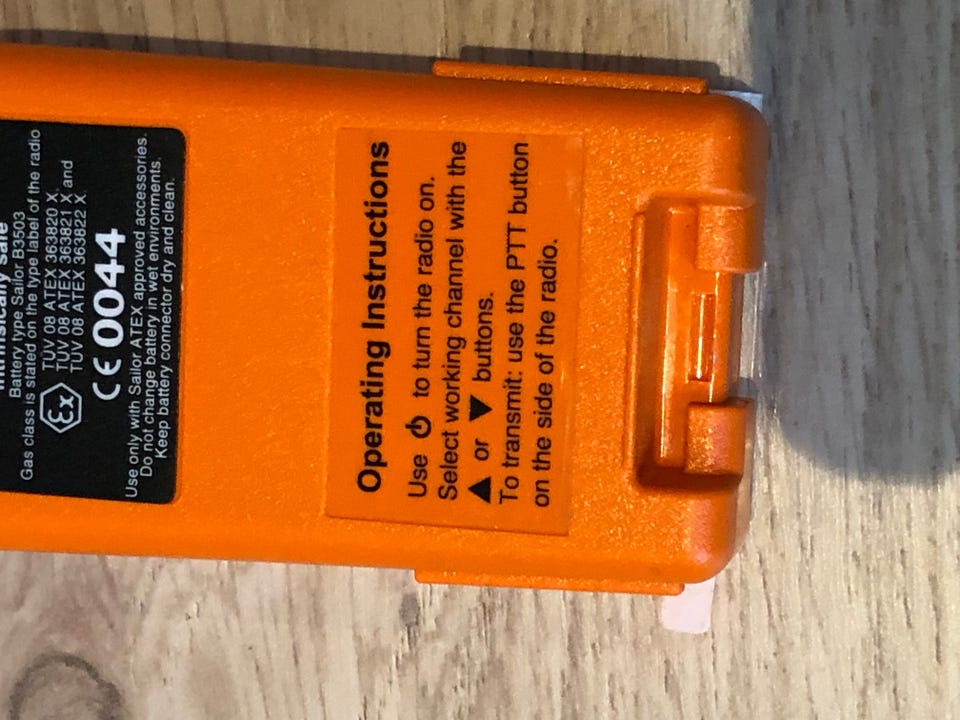 Intrinsically safe
Battery type Sailor B3503
Gas class is stated on the type label of the radio
TUV 08 ATEX 363820 X,
TUV 08 ATEX 363821 X and
Ex TUV 08 ATEX 363822 X.
CE 0044
Use only with Sailor ATEX approved accessories.
Do not change battery in wet environments.
Keep battery connector dry and clean.
Operating Instructions
Use ⏻ to turn the radio on.
Select working channel with the
▲ or ▼ buttons.
To transmit: use the PTT button
on the side of the radio.